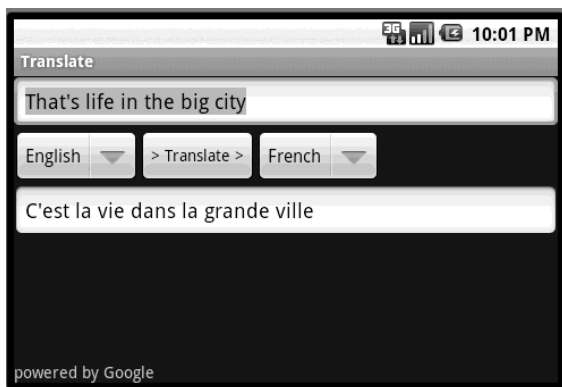 3G 10:01 PM
Translate
That's life in the big city
English > Translate > French
C'est la vie dans la grande ville
powered by Google